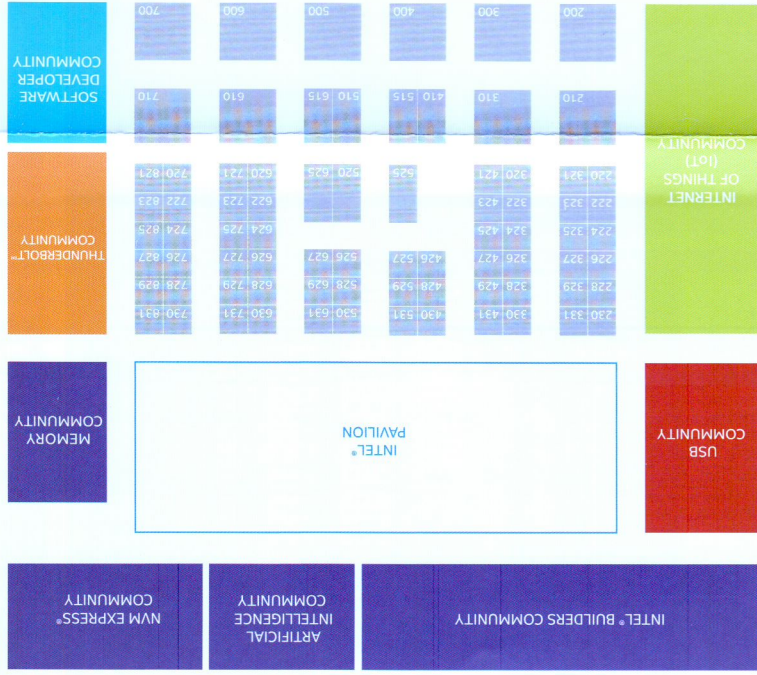 INTEL® BUILDERS COMMUNITY
ARTIFICIAL
INTELLIGENCE
COMMUNITY
NVM EXPRESS®
COMMUNITY
USB
COMMUNITY
INTEL®
PAVILION
MEMORY
COMMUNITY
230 331 330 431 430 531 530 631 630 731 730 831
228 329 328 429 428 529 528 629 628 729 728 829
226 327 326 427 426 527 526 627 626 727 726 827
224 325 324 425 624 725 724 825
222 323 322 423 622 723 722 823
220 321 320 421 525 520 625 620 721 720 821
INTERNET
OF THINGS
(IoT)
COMMUNITY
THUNDERBOLT™
COMMUNITY
210 310 410 515 510 615 610 710
200 300 400 500 600 700
SOFTWARE
DEVELOPER
COMMUNITY